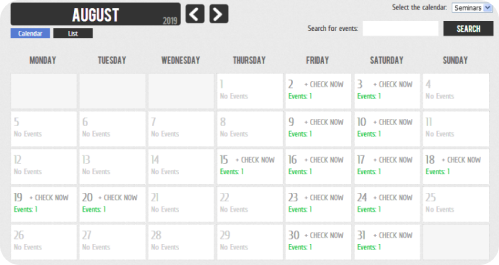 AUGUST
2019
Select the calendar: Seminars
Calendar List
Search for events: SEARCH
MONDAY TUESDAY WEDNESDAY THURSDAY FRIDAY SATURDAY SUNDAY
1 2 + CHECK NOW 3 + CHECK NOW 4
No Events Events: 1 Events: 1 No Events
5 6 7 8 9 + CHECK NOW 10 + CHECK NOW 11
No Events No Events No Events No Events Events: 1 Events: 1 No Events
12 13 14 15 + CHECK NOW 16 + CHECK NOW 17 + CHECK NOW 18 + CHECK NOW
No Events No Events No Events Events: 1 Events: 1 Events: 1 Events: 1
19 + CHECK NOW 20 + CHECK NOW 21 22 23 + CHECK NOW 24 + CHECK NOW 25
Events: 1 Events: 1 No Events No Events Events: 1 Events: 1 No Events
26 27 28 29 30 + CHECK NOW 31 + CHECK NOW
No Events No Events No Events No Events Events: 1 Events: 1